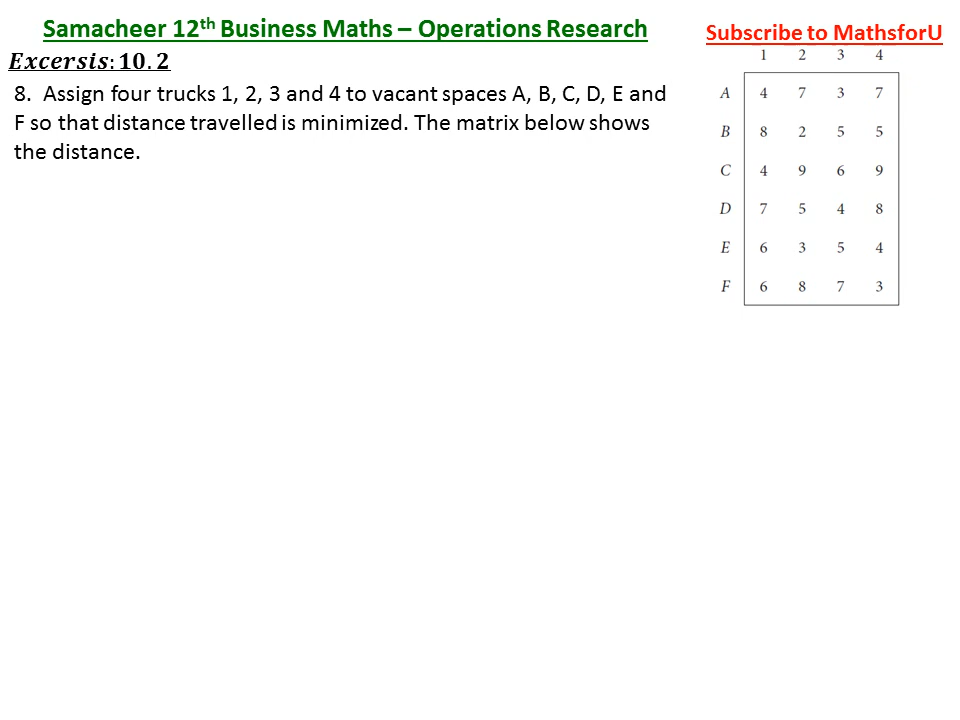 Samacheer 12th Business Maths – Operations Research
Subscribe to MathsforU
Excersis: 10.2
8. Assign four trucks 1, 2, 3 and 4 to vacant spaces A, B, C, D, E and
F so that distance travelled is minimized. The matrix below shows
the distance.
1 2 3 4
A 4 7 3 7
B 8 2 5 5
C 4 9 6 9
D 7 5 4 8
E 6 3 5 4
F 6 8 7 3